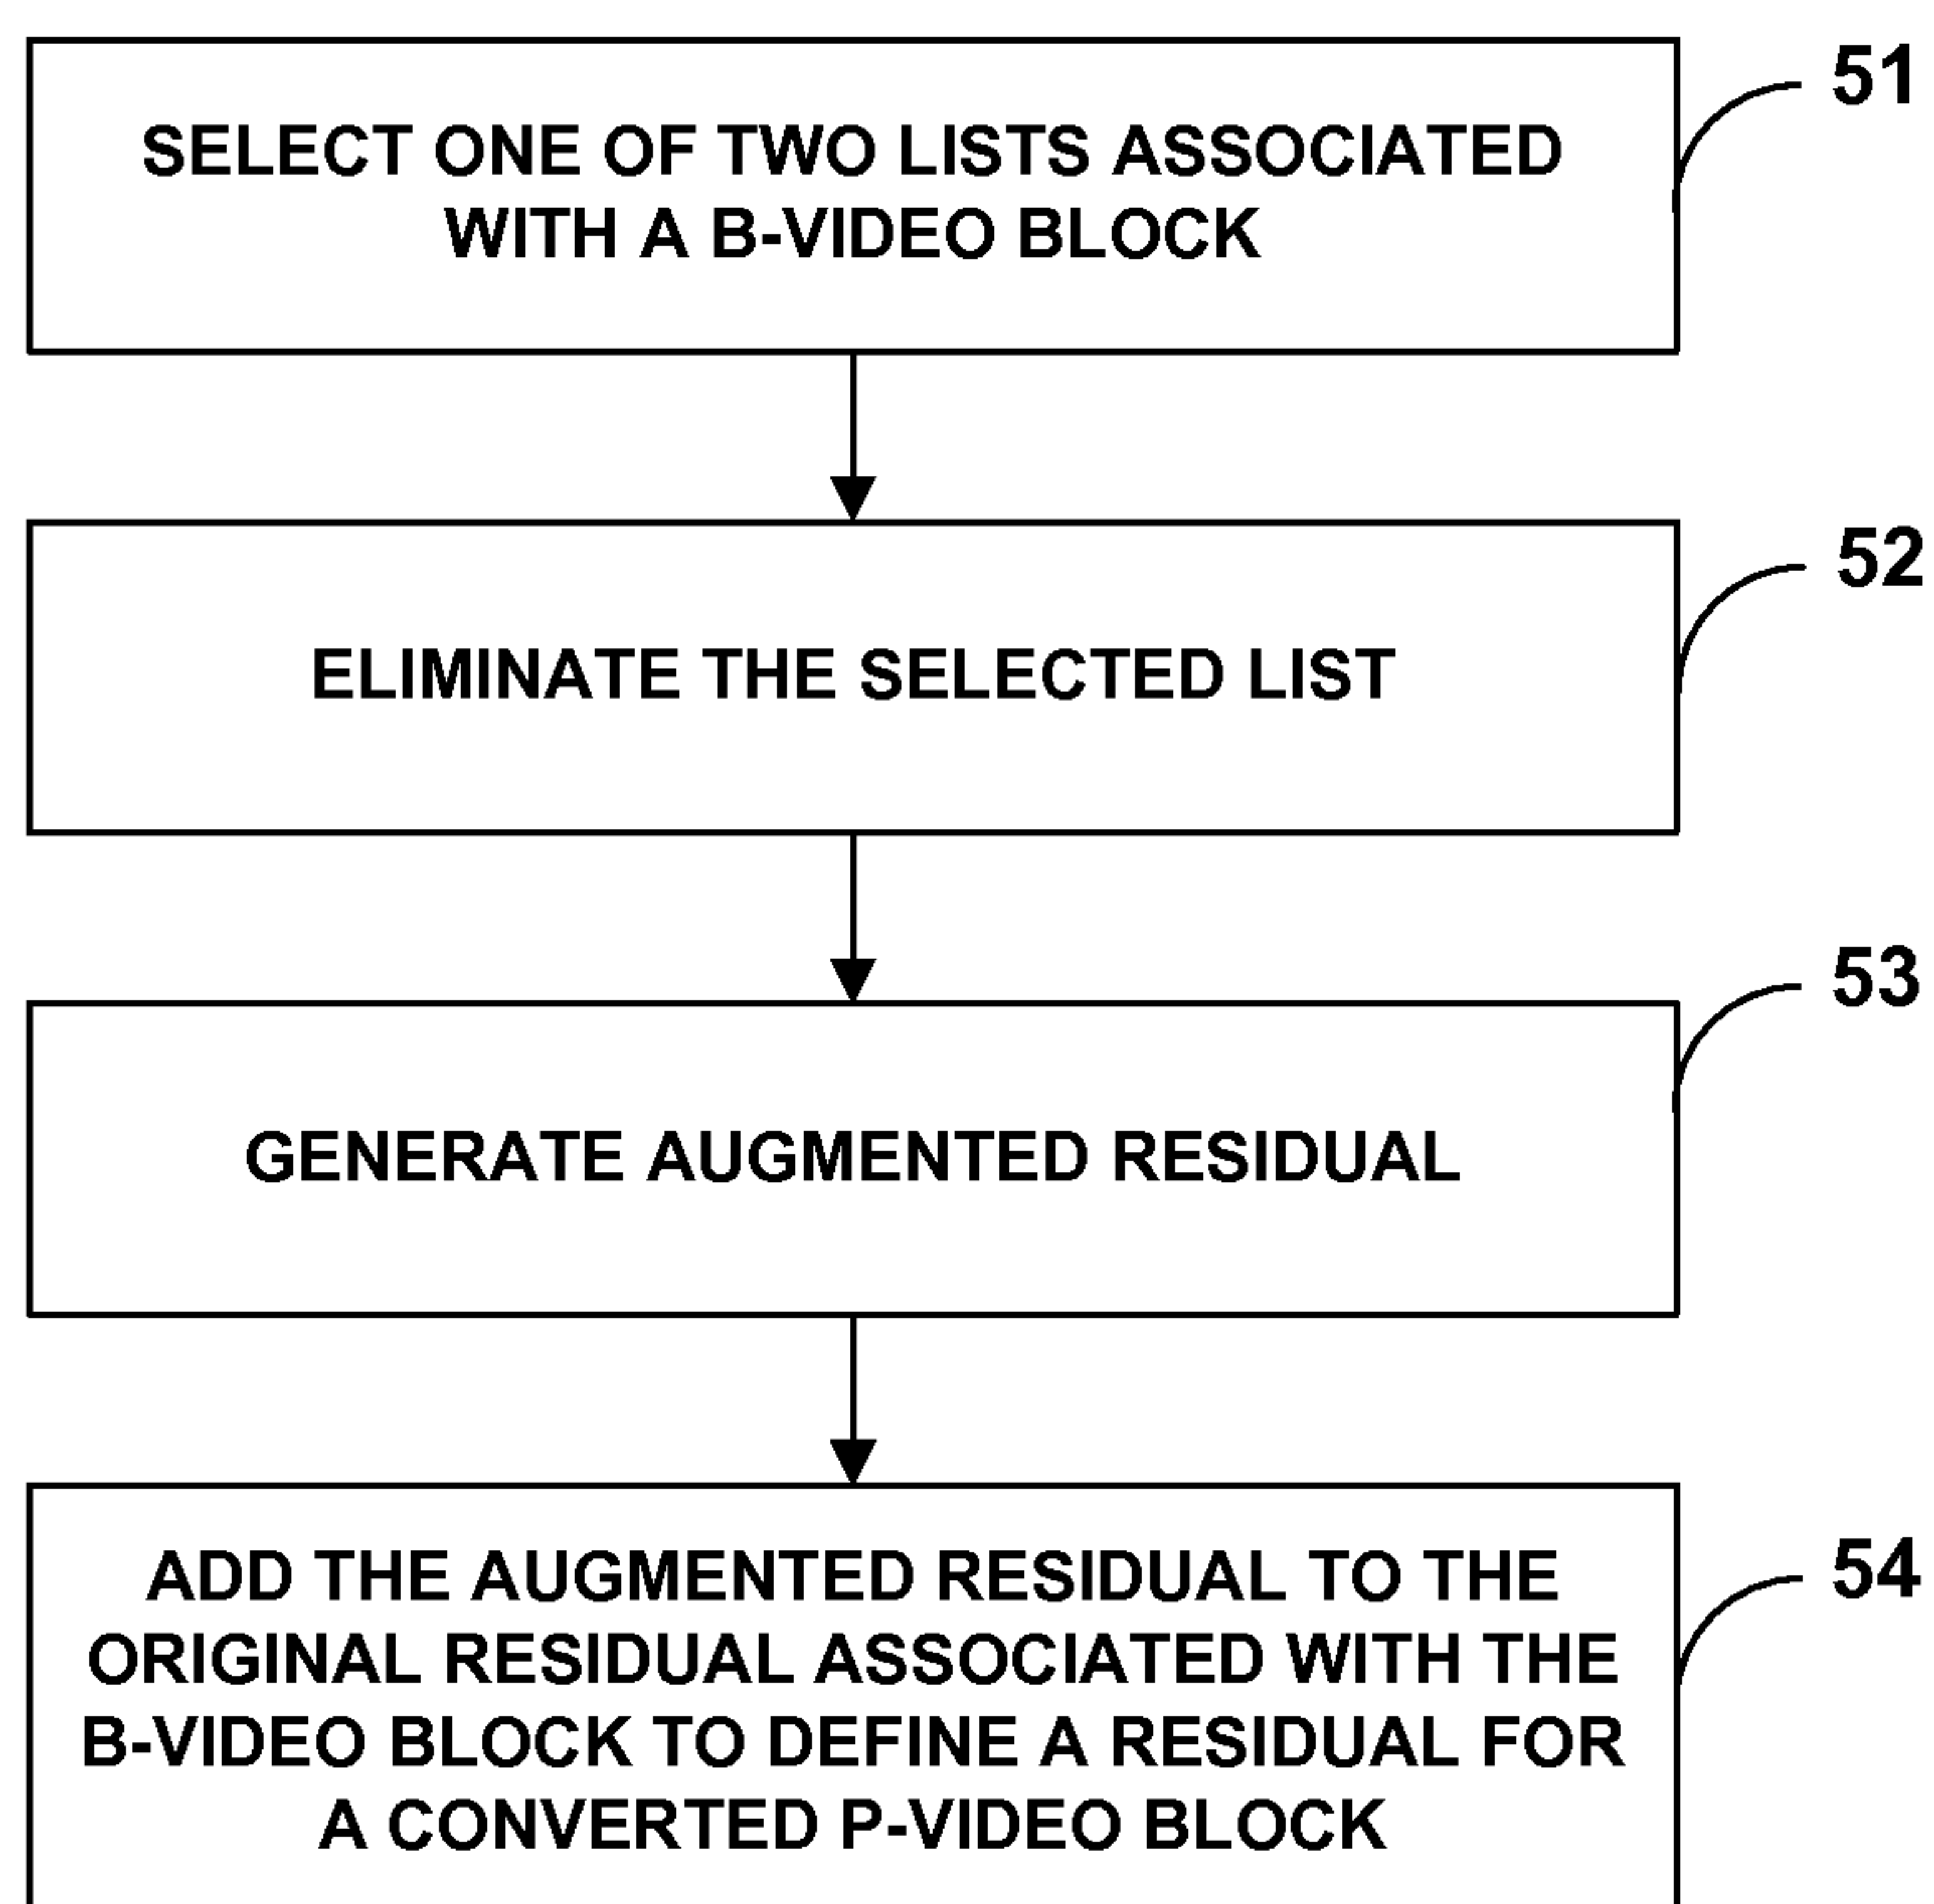 51
SELECT ONE OF TWO LISTS ASSOCIATED
WITH A B-VIDEO BLOCK
52
ELIMINATE THE SELECTED LIST
53
GENERATE AUGMENTED RESIDUAL
54
ADD THE AUGMENTED RESIDUAL TO THE
ORIGINAL RESIDUAL ASSOCIATED WITH THE
B-VIDEO BLOCK TO DEFINE A RESIDUAL FOR
A CONVERTED P-VIDEO BLOCK